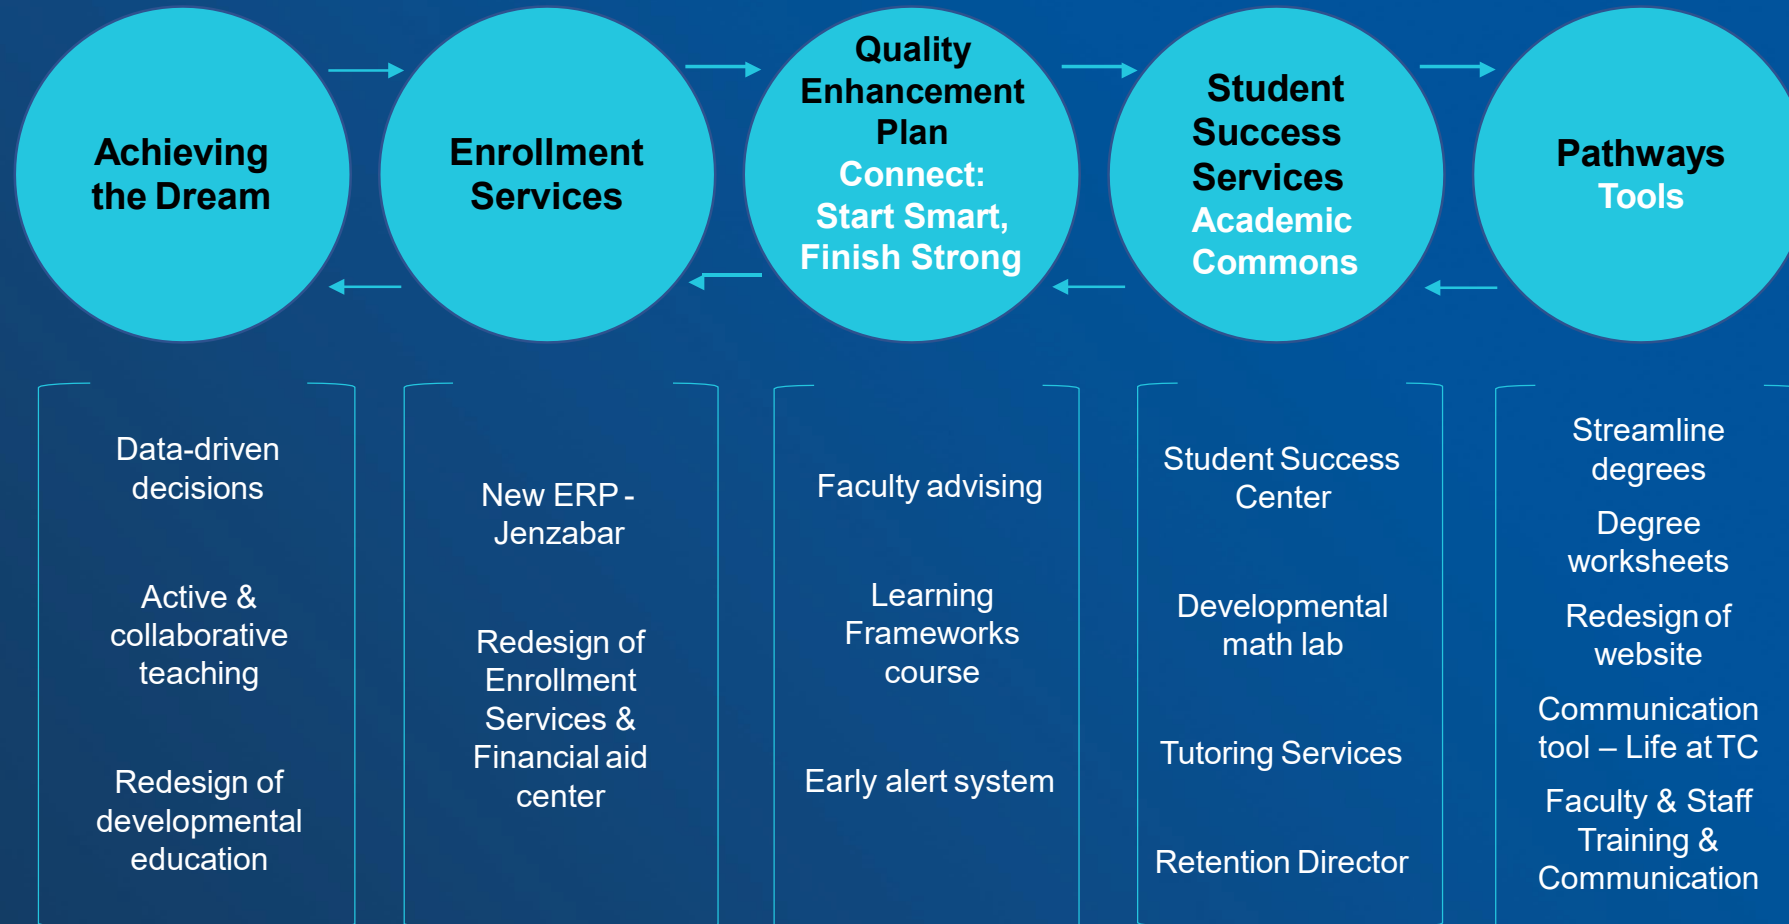 Achieving
the Dream
Enrollment
Services
Quality
Enhancement
Plan
Connect:
Start Smart,
Finish Strong
Student
Success
Services
Academic
Commons
Pathways
Tools
Data-driven
decisions
Active &
collaborative
teaching
Redesign of
developmental
education
New ERP -
Jenzabar
Redesign of
Enrollment
Services &
Financial aid
center
Faculty advising
Learning
Frameworks
course
Early alert system
Student Success
Center
Developmental
math lab
Tutoring Services
Retention Director
Streamline
degrees
Degree
worksheets
Redesign of
website
Communication
tool – Life at TC
Faculty & Staff
Training &
Communication